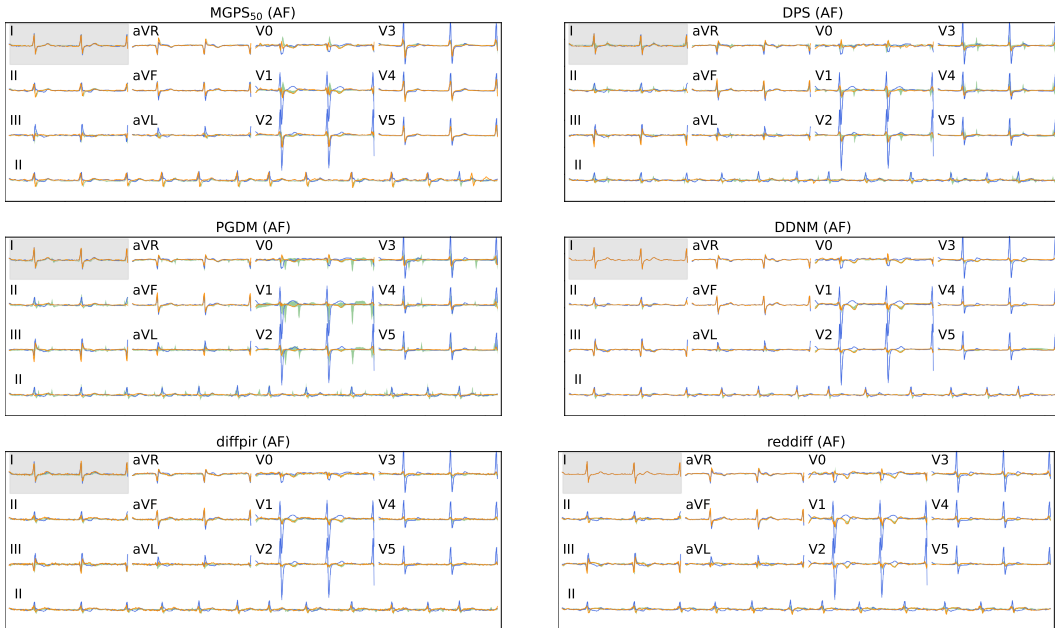 MGPS₅₀ (AF)
I aVR V0 V3
II aVF V1 V4
III aVL V2 V5
II
DPS (AF)
I aVR V0 V3
II aVF V1 V4
III aVL V2 V5
II
PGDM (AF)
I aVR V0 V3
II aVF V1 V4
III aVL V2 V5
II
DDNM (AF)
I aVR V0 V3
II aVF V1 V4
III aVL V2 V5
II
diffpir (AF)
I aVR V0 V3
II aVF V1 V4
III aVL V2 V5
II
reddiff (AF)
I aVR V0 V3
II aVF V1 V4
III aVL V2 V5
II